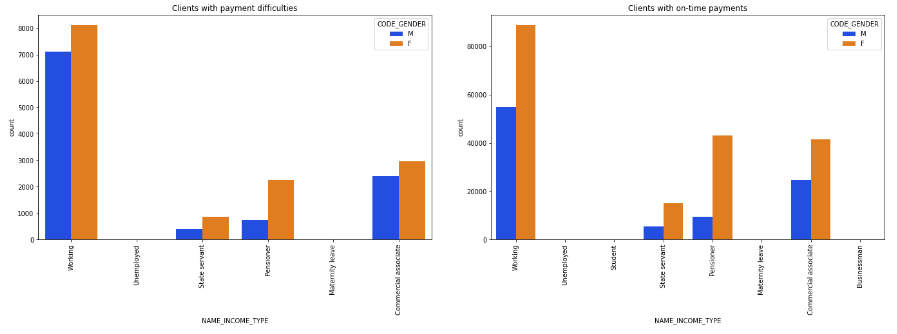 Clients with payment difficulties
CODE_GENDER
M
F
8000
7000
6000
5000
4000
3000
2000
1000
0
count
Working
Unemployed
State servant
Pensioner
Maternity leave
Commercial associate
NAME_INCOME_TYPE
Clients with on-time payments
CODE_GENDER
M
F
80000
60000
40000
20000
0
count
Working
Unemployed
Student
State servant
Pensioner
Maternity leave
Commercial associate
Businessman
NAME_INCOME_TYPE